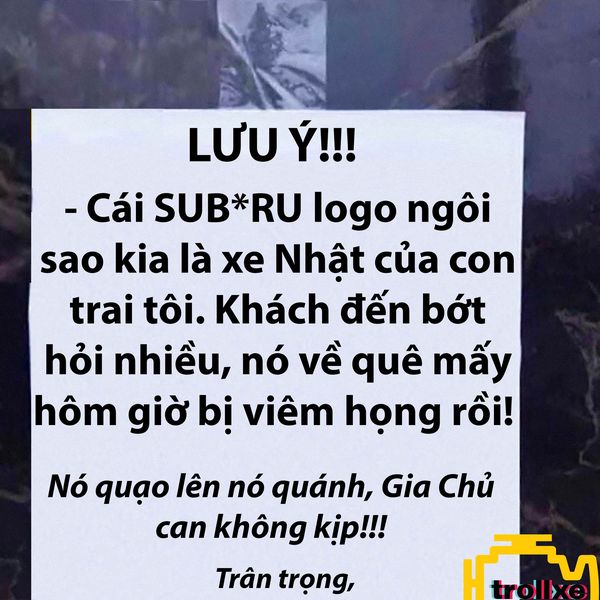 LƯU Ý!!!
- Cái SUB*RU logo ngôi
sao kia là xe Nhật của con
trai tôi. Khách đến bớt
hỏi nhiều, nó về quê mấy
hôm giờ bị viêm họng rồi!
Nó quạo lên nó quánh, Gia Chủ
can không kịp!!!
Trân trọng,
trollxe